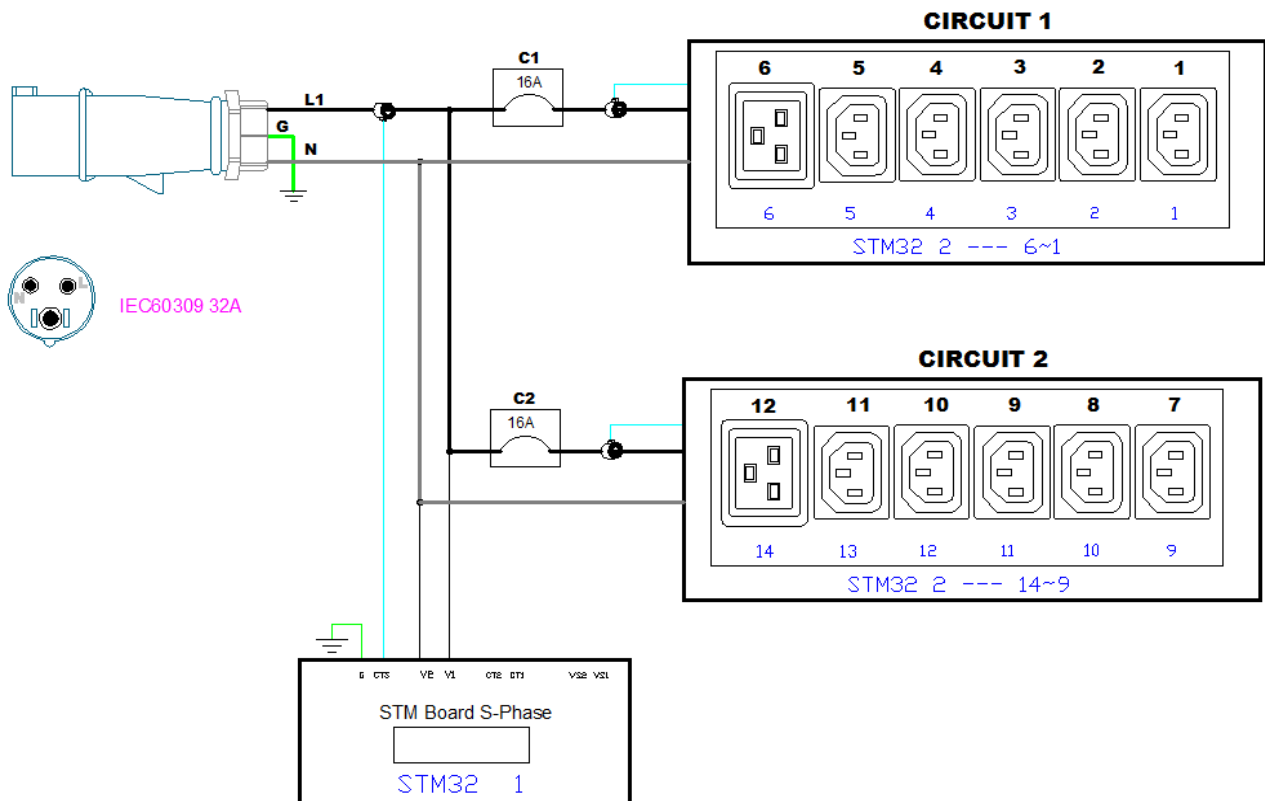 CIRCUIT 1
C1
16A
6 5 4 3 2 1
L1
G
N
6 5 4 3 2 1
STM32 2 --- 6~1
N L
IEC60309 32A
CIRCUIT 2
C2
16A
12 11 10 9 8 7
14 13 12 11 10 9
STM32 2 --- 14~9
G CT3 V2 V1 CT2 CT1 VS2 VS1
STM Board S-Phase
STM32 1